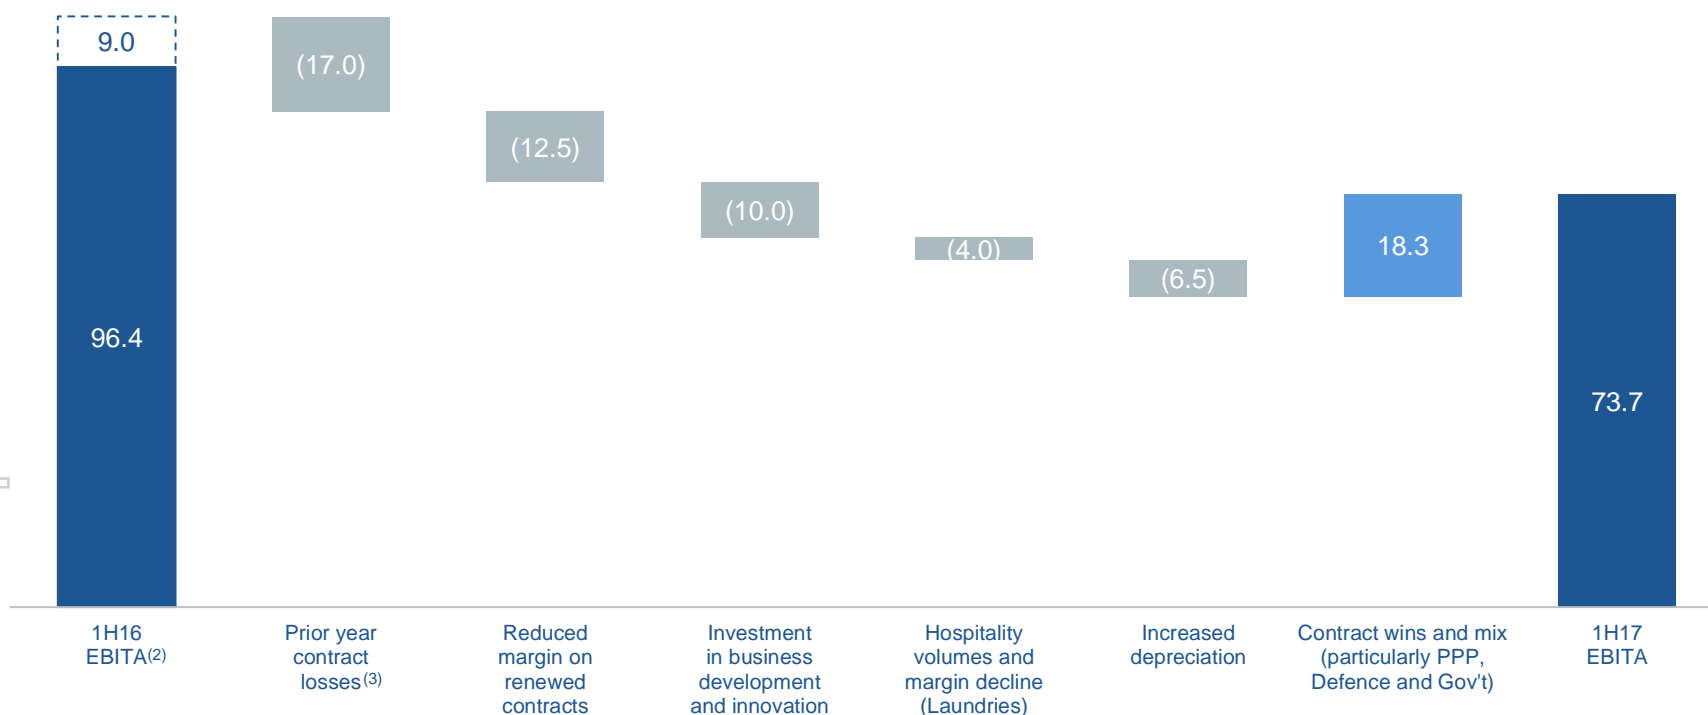 9.0
96.4
(17.0)
(12.5)
(10.0)
(4.0)
(6.5)
18.3
73.7
1H16
EBITA(2)
Prior year
contract
losses(3)
Reduced
margin on
renewed
contracts
Investment
in business
development
and innovation
Hospitality
volumes and
margin decline
(Laundries)
Increased
depreciation
Contract wins and mix
(particularly PPP,
Defence and Gov't)
1H17
EBITA